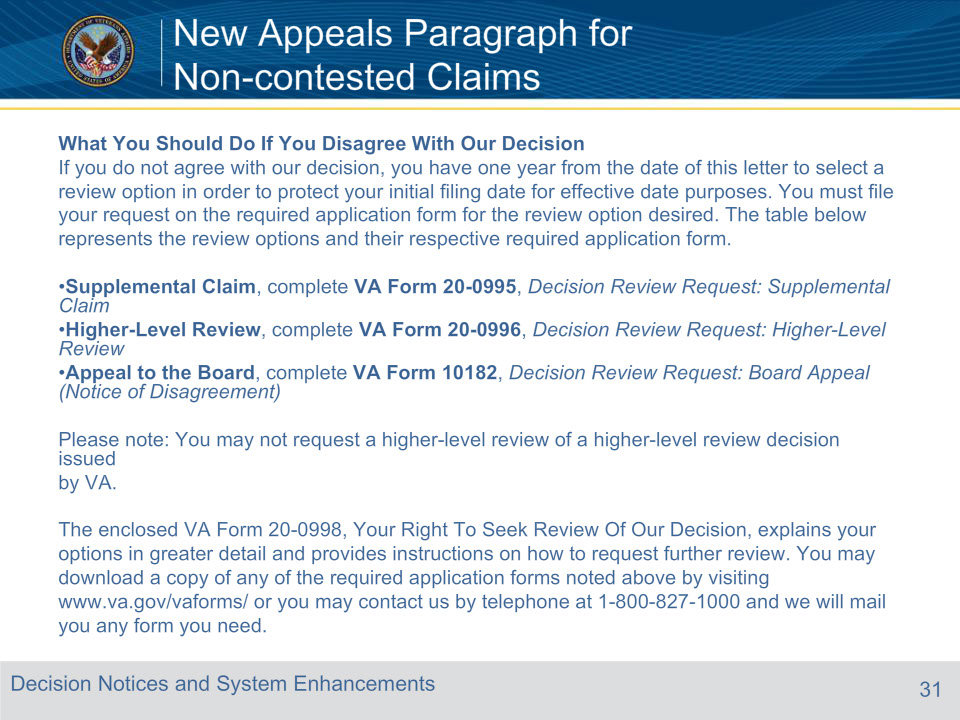 New Appeals Paragraph for
Non-contested Claims
What You Should Do If You Disagree With Our Decision
If you do not agree with our decision, you have one year from the date of this letter to select a
review option in order to protect your initial filing date for effective date purposes. You must file
your request on the required application form for the review option desired. The table below
represents the review options and their respective required application form.
•Supplemental Claim, complete VA Form 20-0995, Decision Review Request: Supplemental
Claim
•Higher-Level Review, complete VA Form 20-0996, Decision Review Request: Higher-Level
Review
•Appeal to the Board, complete VA Form 10182, Decision Review Request: Board Appeal
(Notice of Disagreement)
Please note: You may not request a higher-level review of a higher-level review decision
issued
by VA.
The enclosed VA Form 20-0998, Your Right To Seek Review Of Our Decision, explains your
options in greater detail and provides instructions on how to request further review. You may
download a copy of any of the required application forms noted above by visiting
www.va.gov/vaforms/ or you may contact us by telephone at 1-800-827-1000 and we will mail
you any form you need.
Decision Notices and System Enhancements
31